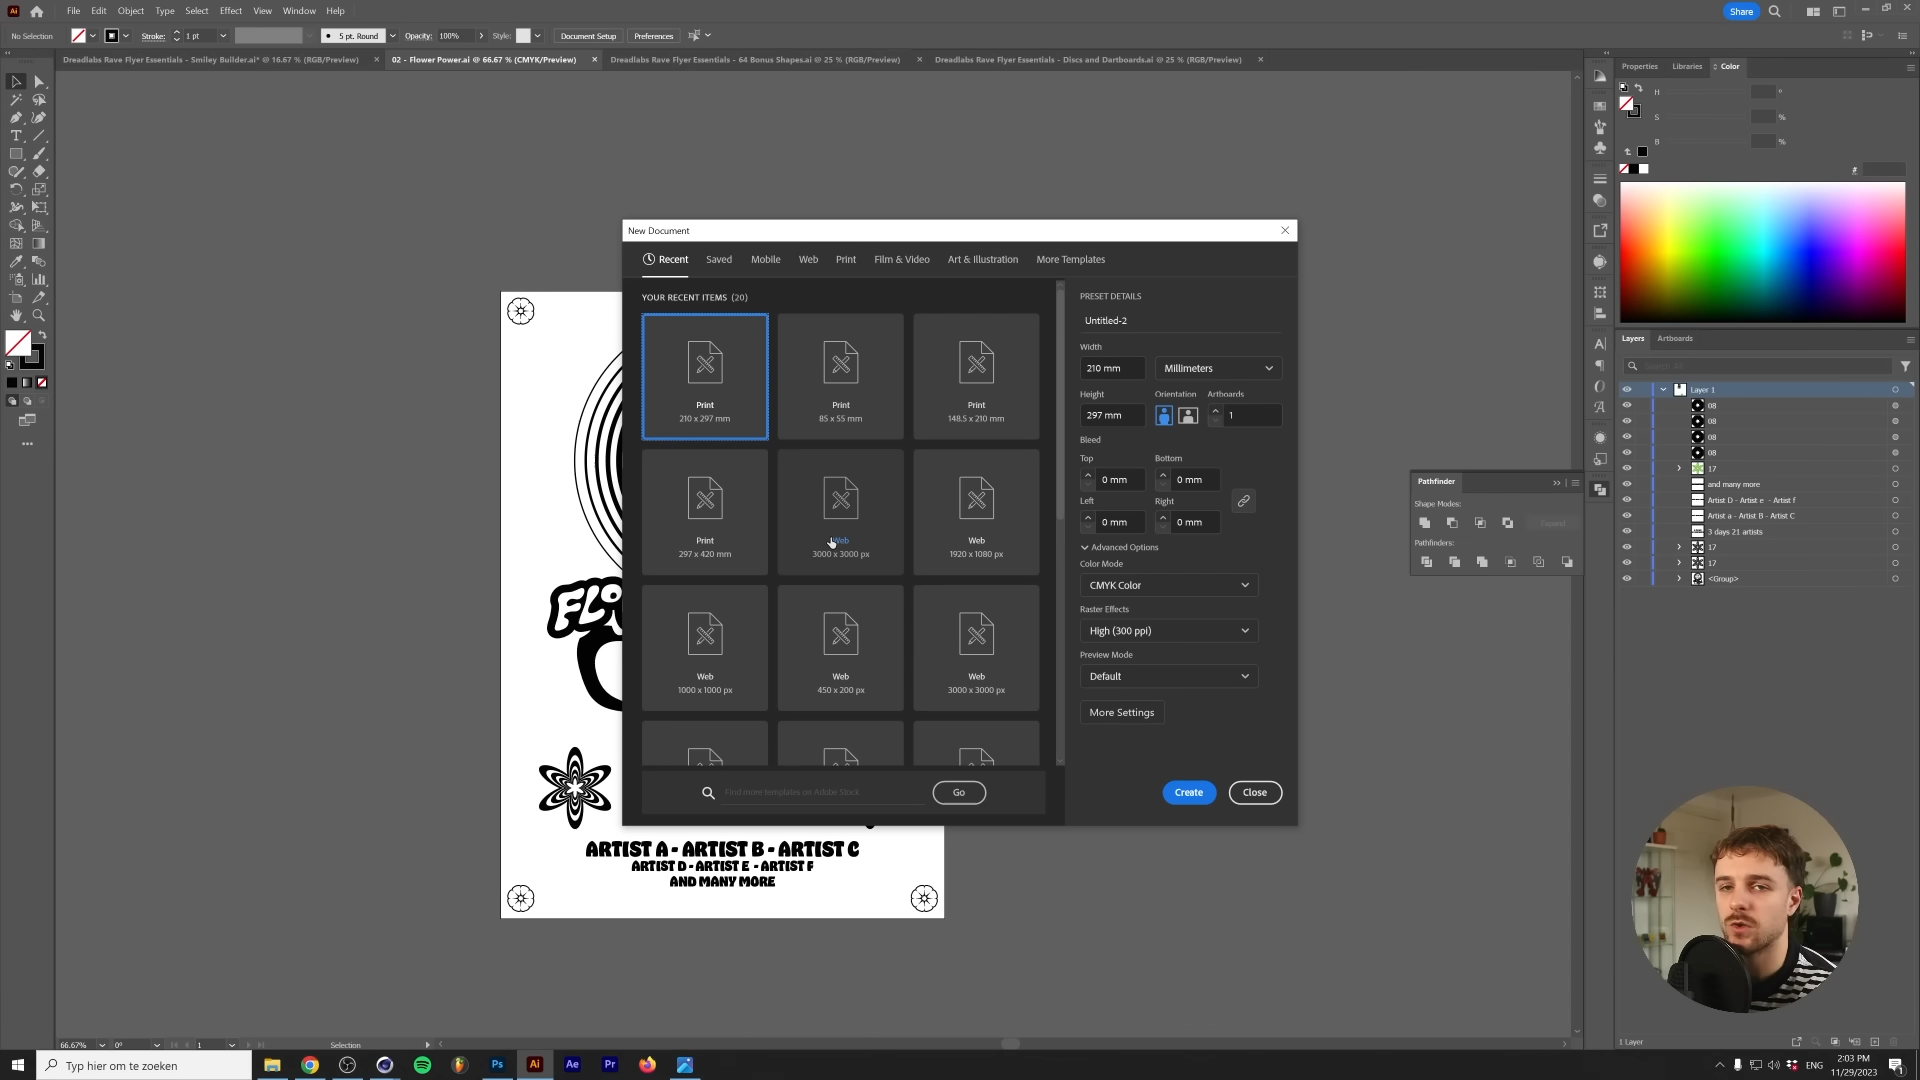 File Edit Object Type Select Effect View Window Help
Share
No Selection
Stroke: 1 pt
5 pt. Round
Opacity: 100%
Style:
Document Setup
Preferences
Dreadlabs Rave Flyer Essentials - Smiley Builder.ai* @ 16.67 % (RGB/Preview)
02 - Flower Power.ai @ 66.67 % (CMYK/Preview)
Dreadlabs Rave Flyer Essentials - 64 Bonus Shapes.ai @ 25 % (RGB/Preview)
Dreadlabs Rave Flyer Essentials - Discs and Dartboards.ai @ 25 % (RGB/Preview)
New Document
Recent Saved Mobile Web Print Film & Video Art & Illustration More Templates
YOUR RECENT ITEMS (20)
Print
210 x 297 mm
Print
85 x 55 mm
Print
148.5 x 210 mm
Print
297 x 420 mm
Web
3000 x 3000 px
Web
1920 x 1080 px
Web
1000 x 1000 px
Web
450 x 200 px
Web
3000 x 3000 px
Find more templates on Adobe Stock
Go
PRESET DETAILS
Untitled-2
Width
210 mm
Millimeters
Height Orientation Artboards
297 mm
1
Bleed
Top Bottom
0 mm 0 mm
Left Right
0 mm 0 mm
Advanced Options
Color Mode
CMYK Color
Raster Effects
High (300 ppi)
Preview Mode
Default
More Settings
Create
Close
ARTIST A - ARTIST B - ARTIST C
ARTIST D - ARTIST E - ARTIST F
AND MANY MORE
Pathfinder
Shape Modes:
Expand
Pathfinders:
Properties Libraries Color
H °
S %
B %
#
Layers Artboards
Search All
Layer 1
08
08
08
08
17
and many more
Artist D - Artist e - Artist f
Artist a - Artist B - Artist C
3 days 21 artists
17
17
<Group>
1 Layer
66.67%
0°
1
Selection
Typ hier om te zoeken
Ps
Ai
Ae
Pr
ENG
2:03 PM
11/29/2023